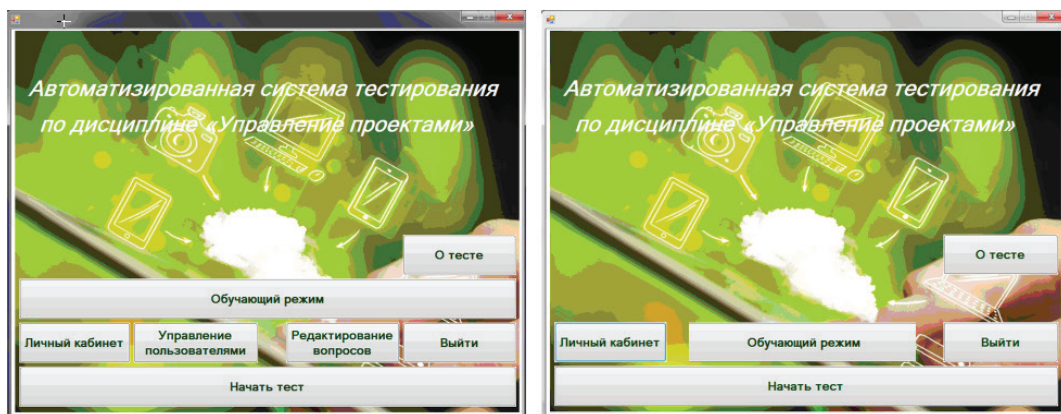 Автоматизированная система тестирования
по дисциплине «Управление проектами»
О тесте
Обучающий режим
Личный кабинет
Управление
пользователями
Редактирование
вопросов
Выйти
Начать тест
Автоматизированная система тестирования
по дисциплине «Управление проектами»
О тесте
Личный кабинет
Обучающий режим
Выйти
Начать тест